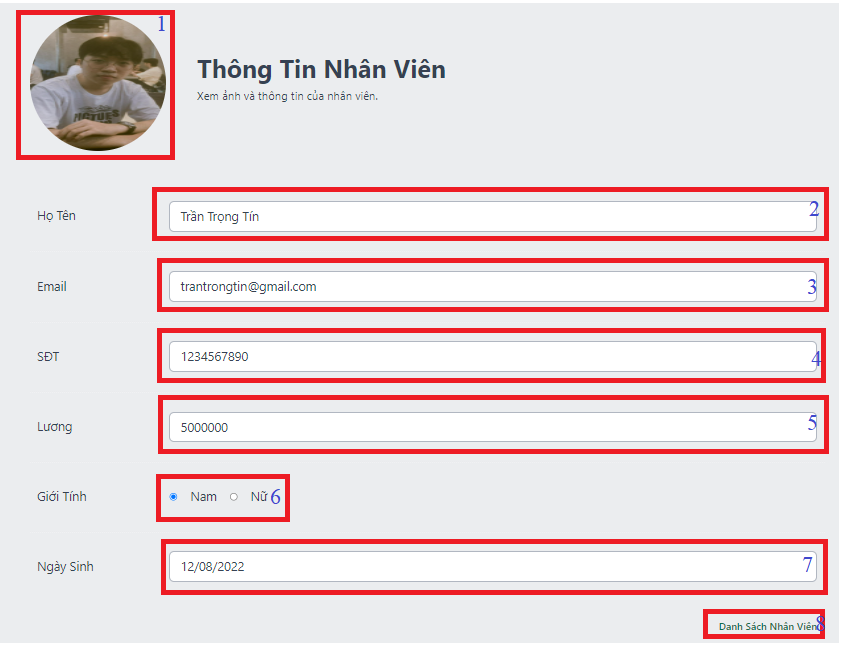 1
Thông Tin Nhân Viên
Xem ảnh và thông tin của nhân viên.
Họ Tên Trần Trọng Tín 2
Email trantrongtin@gmail.com 3
SĐT 1234567890 4
Lương 5000000 5
Giới Tính Nam Nữ 6
Ngày Sinh 12/08/2022 7
Danh Sách Nhân Viên 8